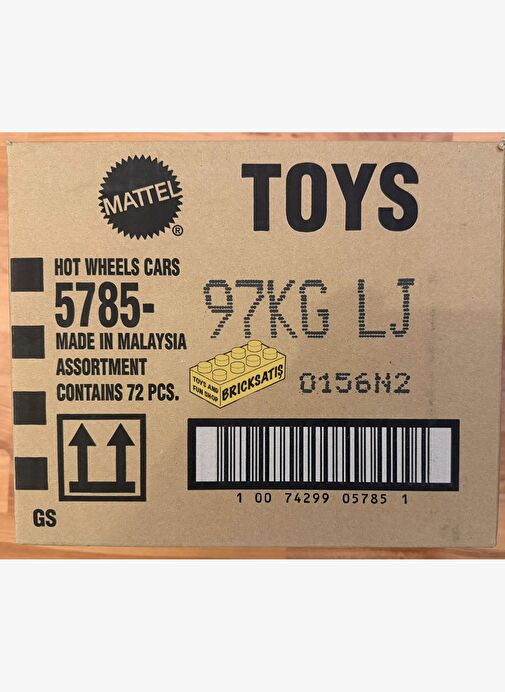 MATTEL
®
TOYS
HOT WHEELS CARS
5785-
97KG LJ
MADE IN MALAYSIA
ASSORTMENT
CONTAINS 72 PCS.
TOYS AND
FUN SHOP
BRICKSATIS
0156N2
1 00 74299 05785 1
GS